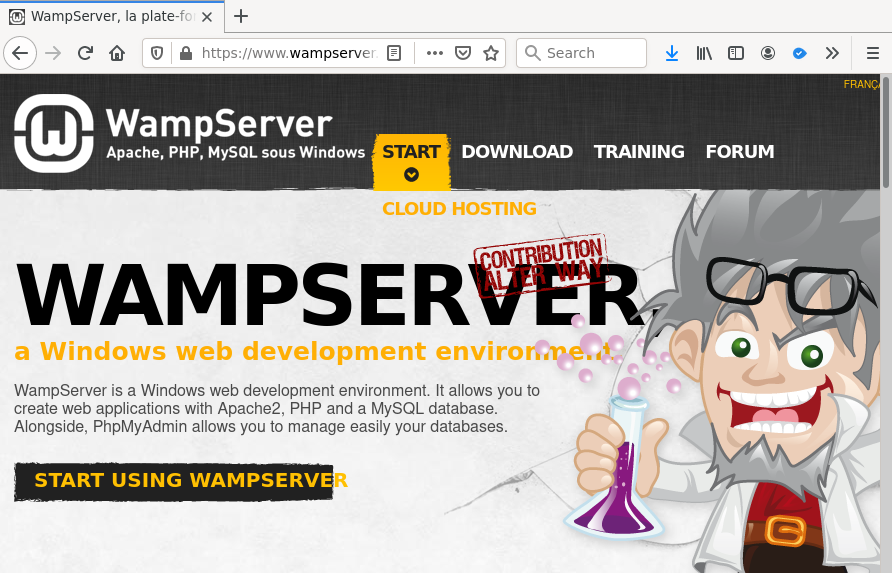 WampServer, la plate-fo
https://www.wampserver.
Search
FRANÇA
WampServer
Apache, PHP, MySQL sous Windows
START
DOWNLOAD
TRAINING
FORUM
CLOUD HOSTING
CONTRIBUTION
ALTER WAY
WAMPSERVER,
a Windows web development environment.
WampServer is a Windows web development environment. It allows you to
create web applications with Apache2, PHP and a MySQL database.
Alongside, PhpMyAdmin allows you to manage easily your databases.
START USING WAMPSERVER